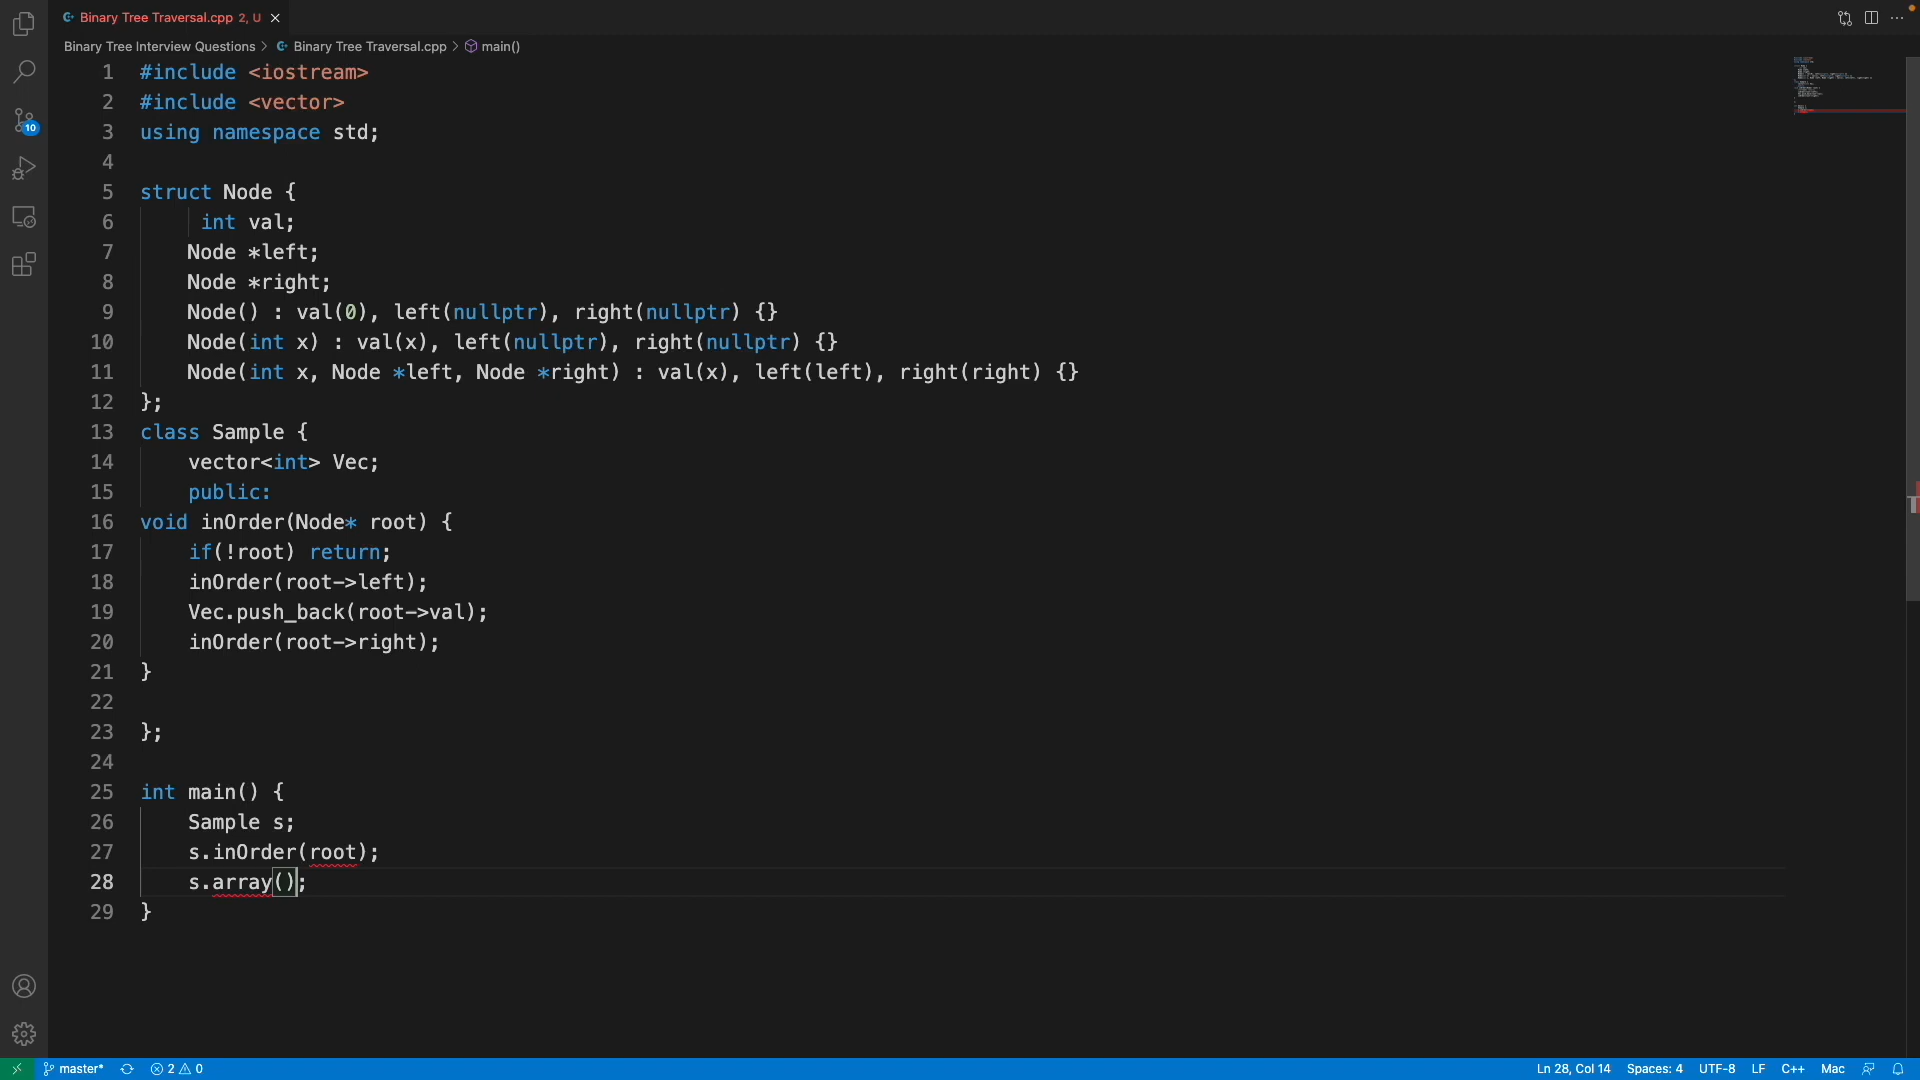 Binary Tree Traversal.cpp 2, U
Binary Tree Interview Questions > Binary Tree Traversal.cpp > main()
1 #include <iostream>
2 #include <vector>
3 using namespace std;
4
5 struct Node {
6 int val;
7 Node *left;
8 Node *right;
9 Node() : val(0), left(nullptr), right(nullptr) {}
10 Node(int x) : val(x), left(nullptr), right(nullptr) {}
11 Node(int x, Node *left, Node *right) : val(x), left(left), right(right) {}
12 };
13 class Sample {
14 vector<int> Vec;
15 public:
16 void inOrder(Node* root) {
17 if(!root) return;
18 inOrder(root->left);
19 Vec.push_back(root->val);
20 inOrder(root->right);
21 }
22
23 };
24
25 int main() {
26 Sample s;
27 s.inOrder(root);
28 s.array();
29 }
10
master* 2 0 Ln 28, Col 14 Spaces: 4 UTF-8 LF C++ Mac